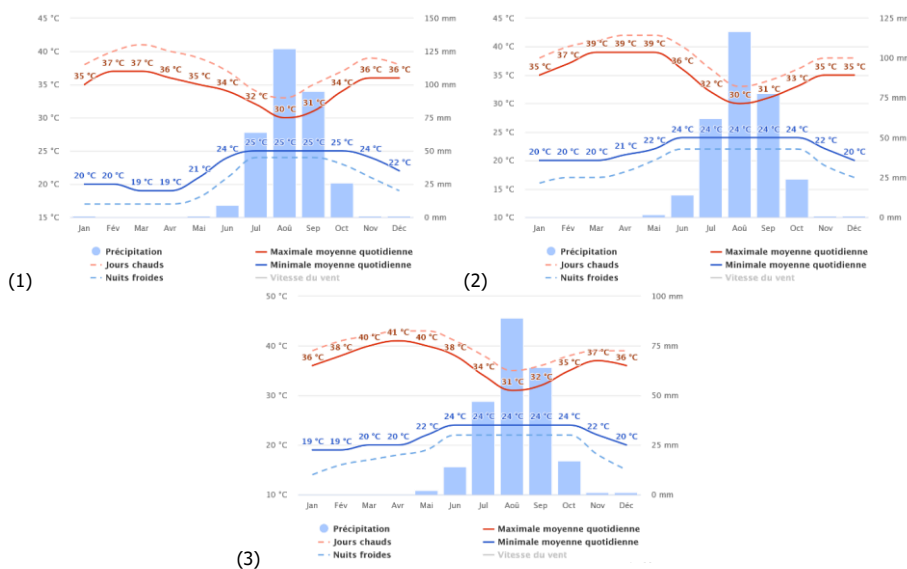 45 °C
150 mm
40 °C
125 mm
35 °C
100 mm
30 °C
75 mm
25 °C
50 mm
20 °C
25 mm
15 °C
0 mm
35 °C 37 °C 37 °C 36 °C 35 °C 34 °C 32 °C 30 °C 31 °C 34 °C 36 °C 36 °C
20 °C 20 °C 19 °C 19 °C 21 °C 24 °C 25 °C 25 °C 25 °C 25 °C 24 °C 22 °C
Jan Fév Mar Avr Mai Jun Jul Aoû Sep Oct Nov Déc
Précipitation Maximale moyenne quotidienne
Jours chauds Minimale moyenne quotidienne
Nuits froides Vitesse du vent
(1)
45 °C
125 mm
40 °C
100 mm
35 °C
30 °C
75 mm
25 °C
50 mm
20 °C
25 mm
15 °C
10 °C
0 mm
35 °C 37 °C 39 °C 39 °C 39 °C 36 °C 32 °C 30 °C 31 °C 33 °C 35 °C 35 °C
20 °C 20 °C 20 °C 21 °C 22 °C 24 °C 24 °C 24 °C 24 °C 24 °C 22 °C 20 °C
Jan Fév Mar Avr Mai Jun Jul Aoû Sep Oct Nov Déc
Précipitation Maximale moyenne quotidienne
Jours chauds Minimale moyenne quotidienne
Nuits froides Vitesse du vent
(2)
50 °C
100 mm
40 °C
75 mm
30 °C
50 mm
20 °C
25 mm
10 °C
0 mm
36 °C 38 °C 40 °C 41 °C 40 °C 38 °C 34 °C 31 °C 32 °C 35 °C 37 °C 36 °C
19 °C 19 °C 20 °C 20 °C 22 °C 24 °C 24 °C 24 °C 24 °C 24 °C 22 °C 20 °C
Jan Fév Mar Avr Mai Jun Jul Aoû Sep Oct Nov Déc
Précipitation Maximale moyenne quotidienne
Jours chauds Minimale moyenne quotidienne
Nuits froides Vitesse du vent
(3)